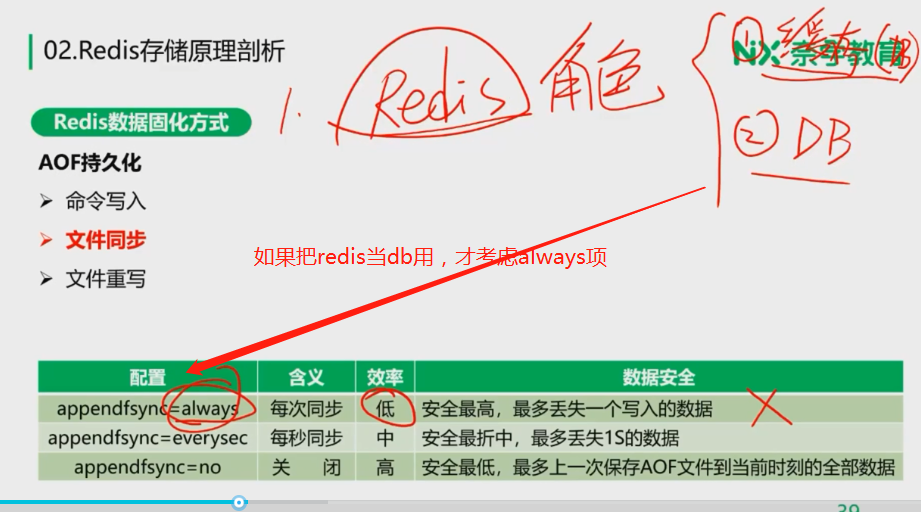 02.Redis存储原理剖析
奈学教育
1. Redis 角色
① 缓存
② DB
Redis数据固化方式
AOF持久化
命令写入
文件同步
文件重写
如果把redis当db用，才考虑always项
配置 含义 效率 数据安全
appendfsync=always 每次同步 低 安全最高，最多丢失一个写入的数据
appendfsync=everysec 每秒同步 中 安全最折中，最多丢失1S的数据
appendfsync=no 关 闭 高 安全最低，最多上一次保存AOF文件到当前时刻的全部数据
39